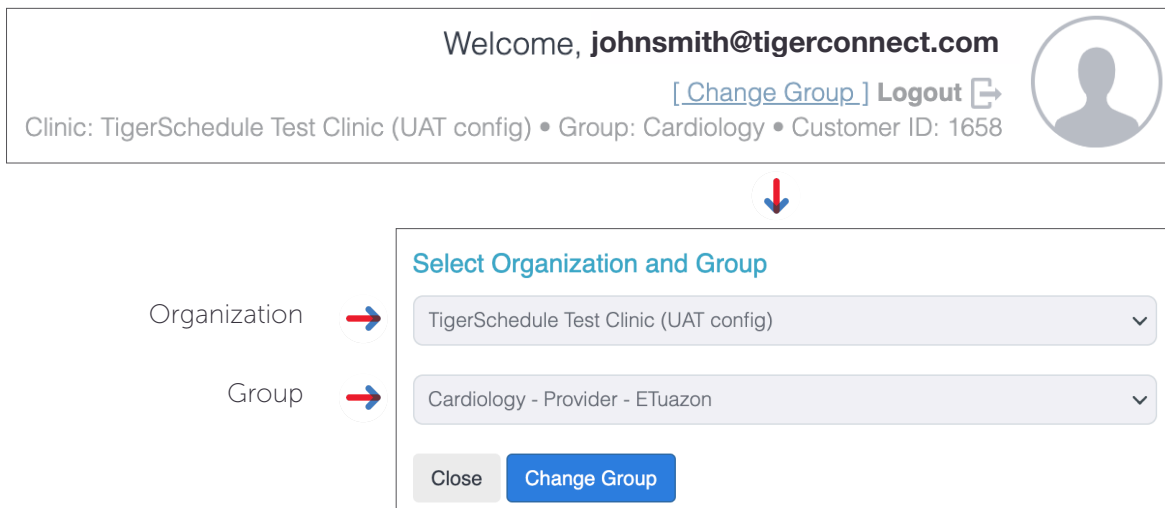 Welcome, johnsmith@tigerconnect.com
[ Change Group ] Logout
Clinic: TigerSchedule Test Clinic (UAT config) • Group: Cardiology • Customer ID: 1658
Select Organization and Group
Organization
TigerSchedule Test Clinic (UAT config)
Group
Cardiology - Provider - ETuazon
Close Change Group